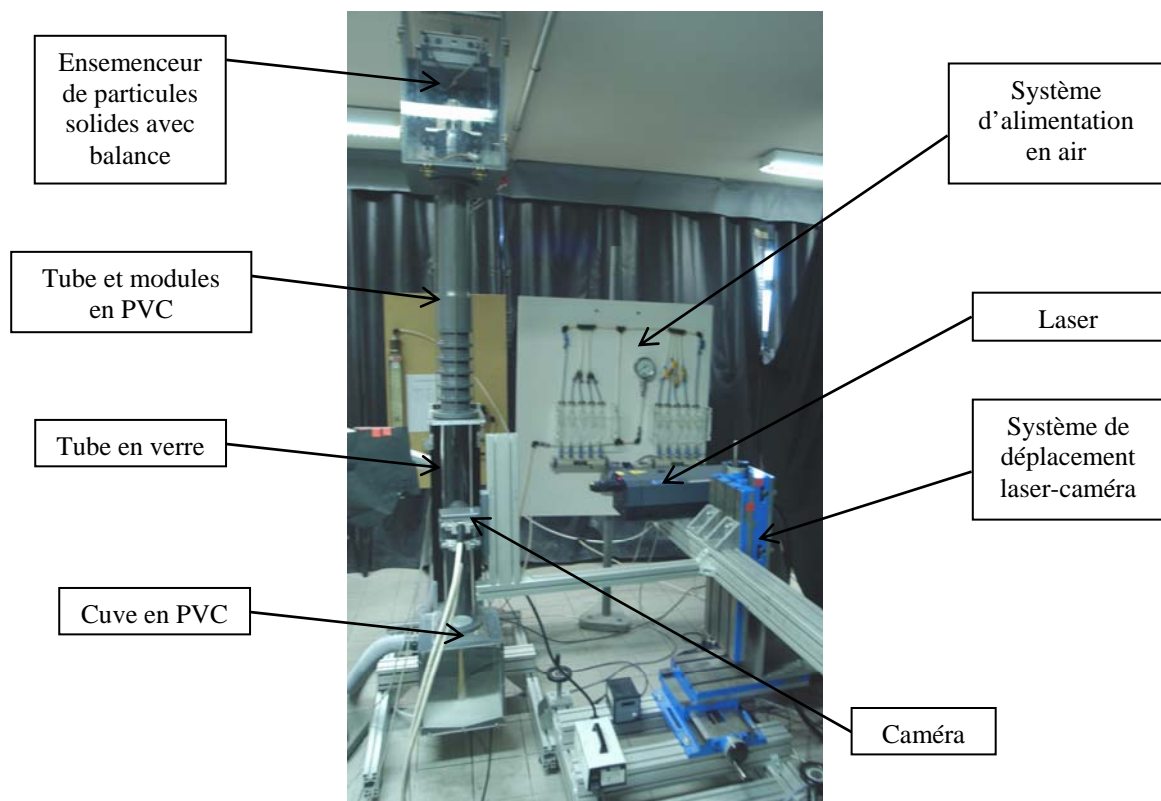 Ensemenceur
de particules
solides avec
balance
Tube et modules
en PVC
Tube en verre
Cuve en PVC
Système
d'alimentation
en air
Laser
Système de
déplacement
laser-caméra
Caméra